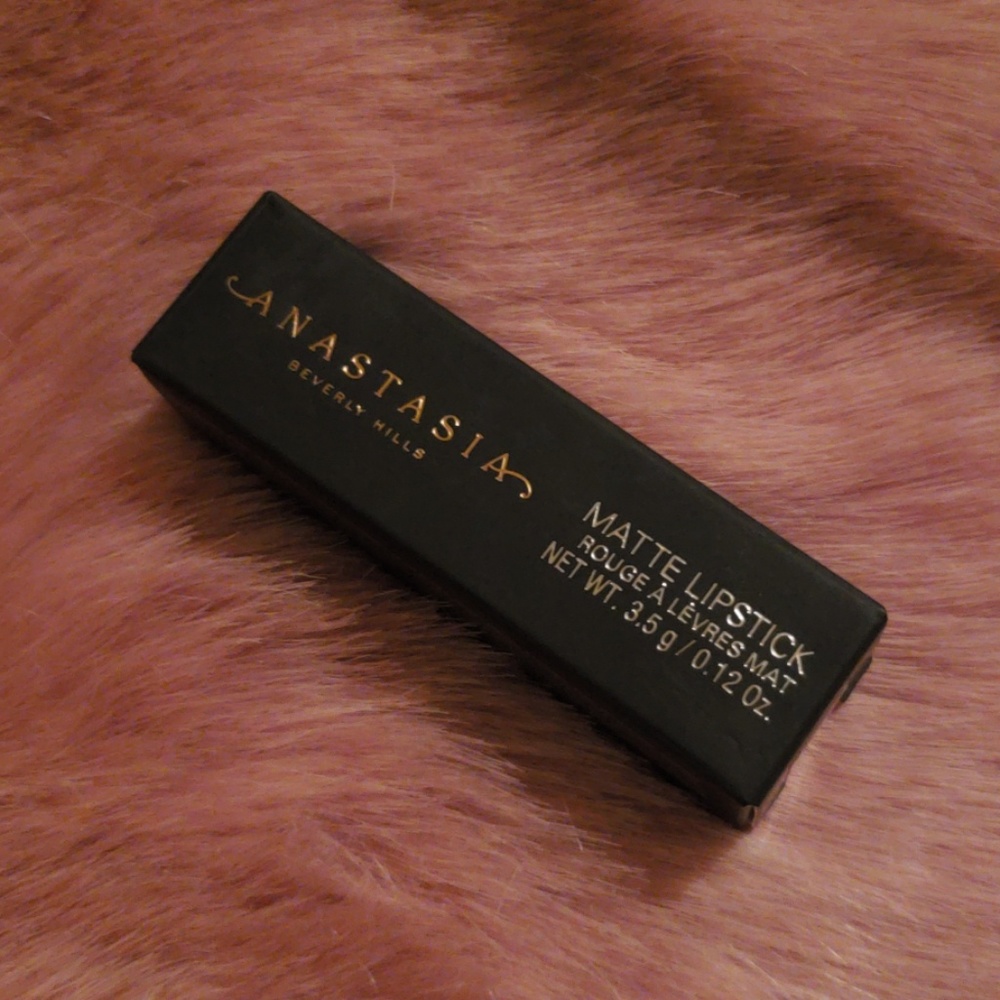 ANASTASIA
BEVERLY HILLS
MATTE LIPSTICK
ROUGE À LÈVRES MAT
NET WT. 3.5 g / 0.12 Oz.